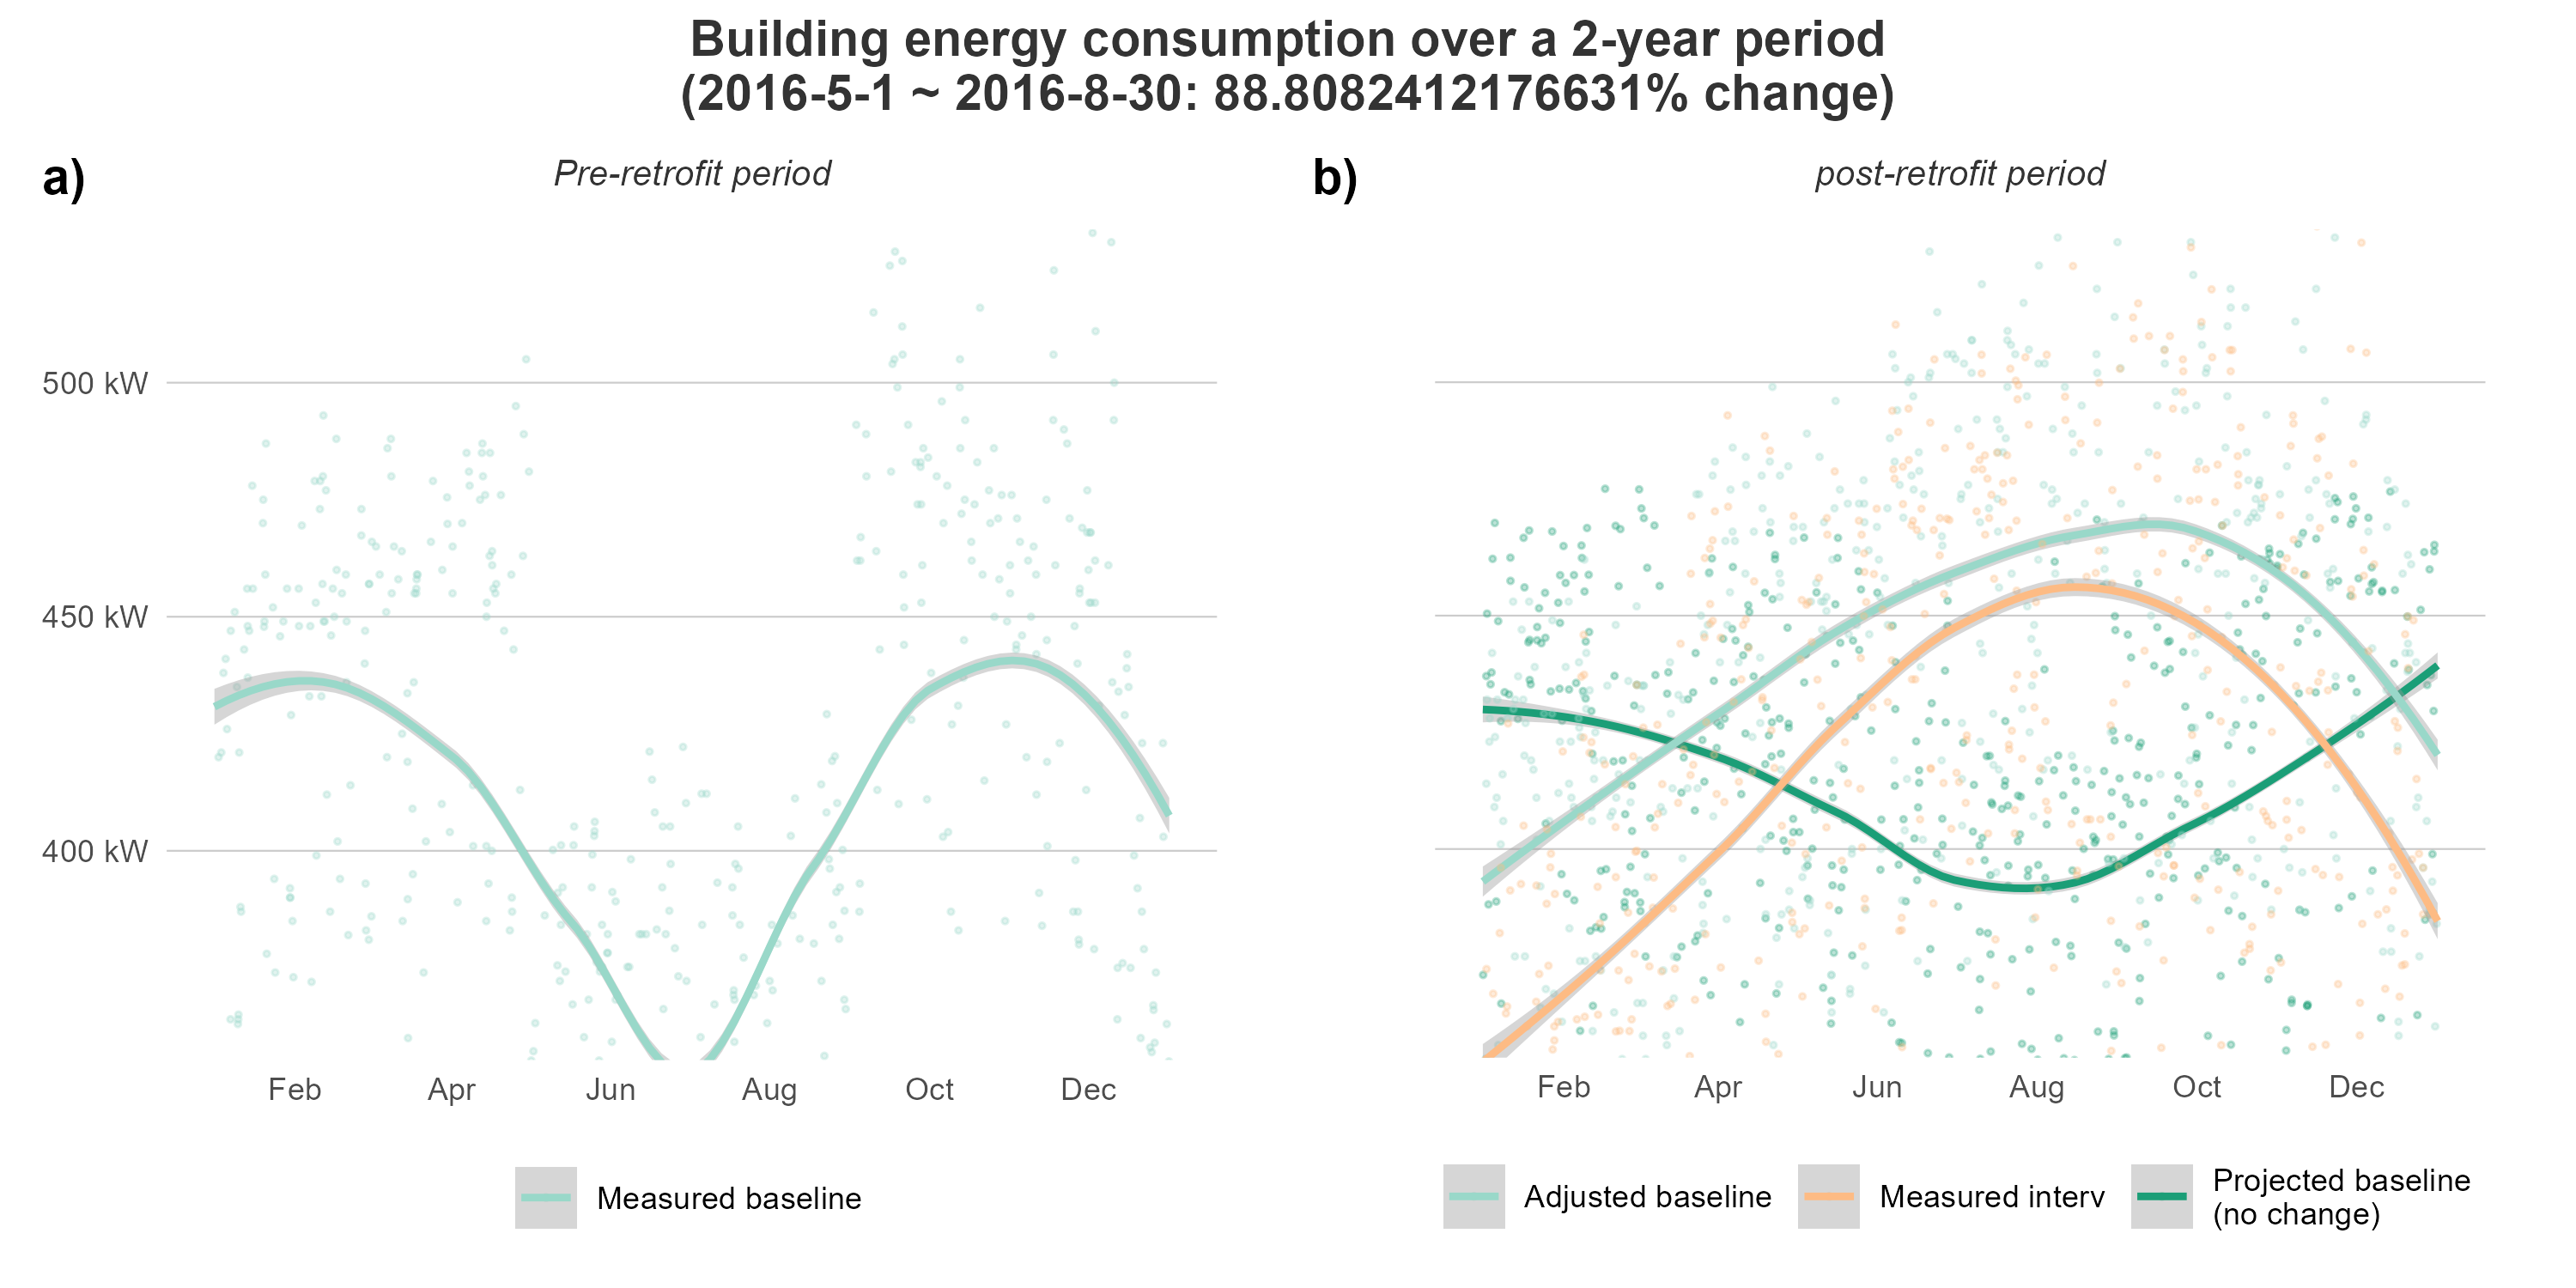 Building energy consumption over a 2-year period
(2016-5-1 ~ 2016-8-30: 88.8082412176631% change)
a)
Pre-retrofit period
500 kW
450 kW
400 kW
Feb Apr Jun Aug Oct Dec
Measured baseline
b)
post-retrofit period
Feb Apr Jun Aug Oct Dec
Adjusted baseline
Measured interv
Projected baseline
(no change)